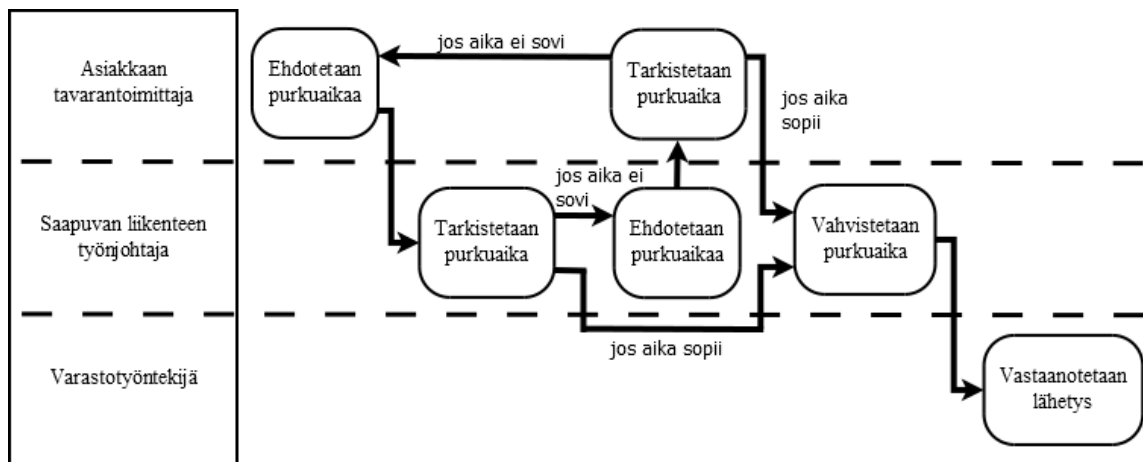 Asiakkaan
tavarantoimittaja
Ehdotetaan
purkuaikaa
jos aika ei sovi
Tarkistetaan
purkuaika
jos aika
sopii
Saapuvan liikenteen
työnjohtaja
Tarkistetaan
purkuaika
jos aika ei
sovi
Ehdotetaan
purkuaikaa
Vahvistetaan
purkuaika
jos aika sopii
Varastotyöntekijä
Vastaanotetaan
lähetys